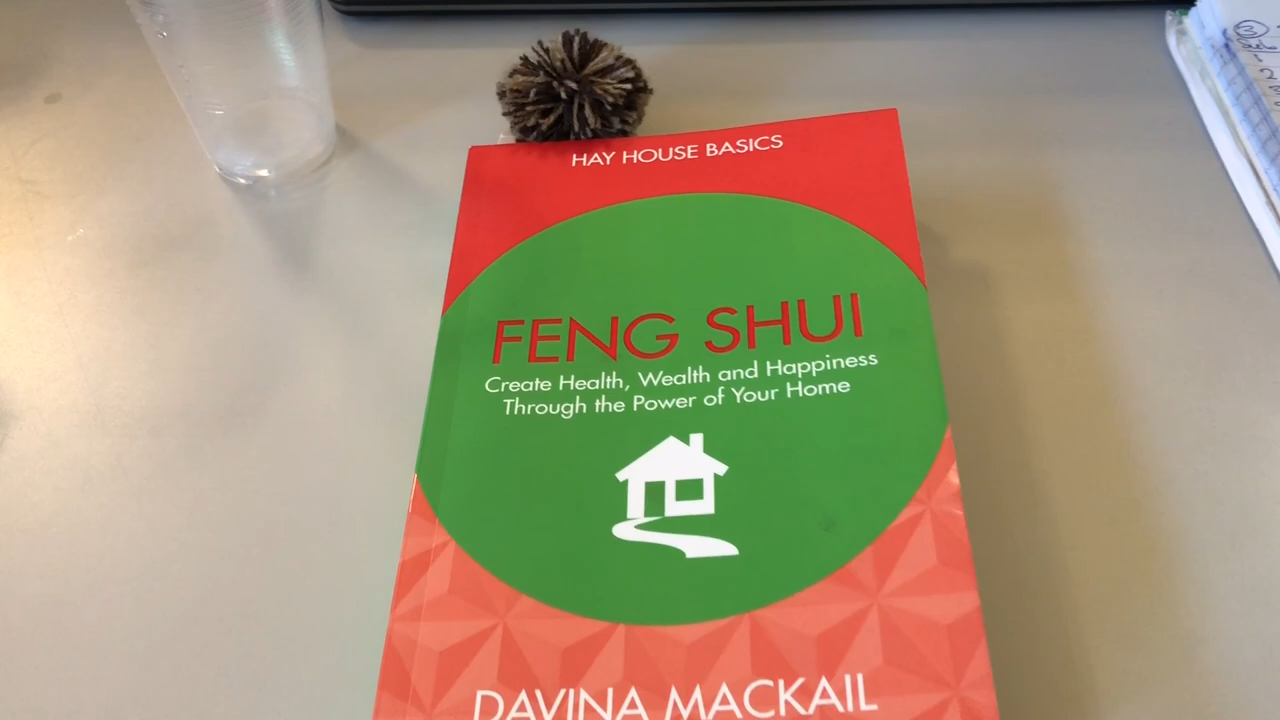 HAY HOUSE BASICS
FENG SHUI
Create Health, Wealth and Happiness
Through the Power of Your Home
DAVINA MACKAIL